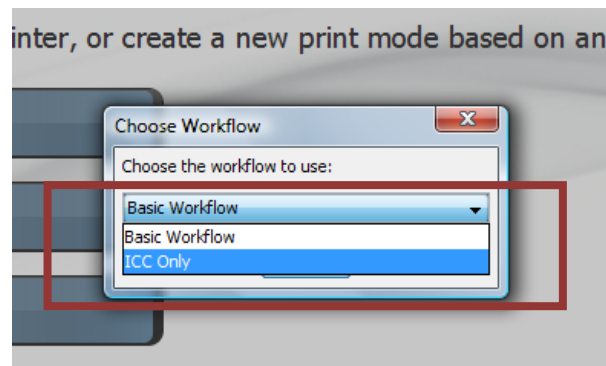 inter, or create a new print mode based on an
Choose Workflow
Choose the workflow to use:
Basic Workflow
Basic Workflow
ICC Only